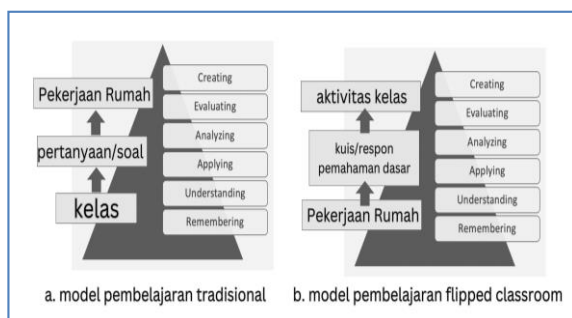 Pekerjaan Rumah
pertanyaan/soal
kelas
Creating
Evaluating
Analyzing
Applying
Understanding
Remembering
a. model pembelajaran tradisional
aktivitas kelas
kuis/respon
pemahaman dasar
Pekerjaan Rumah
Creating
Evaluating
Analyzing
Applying
Understanding
Remembering
b. model pembelajaran flipped classroom